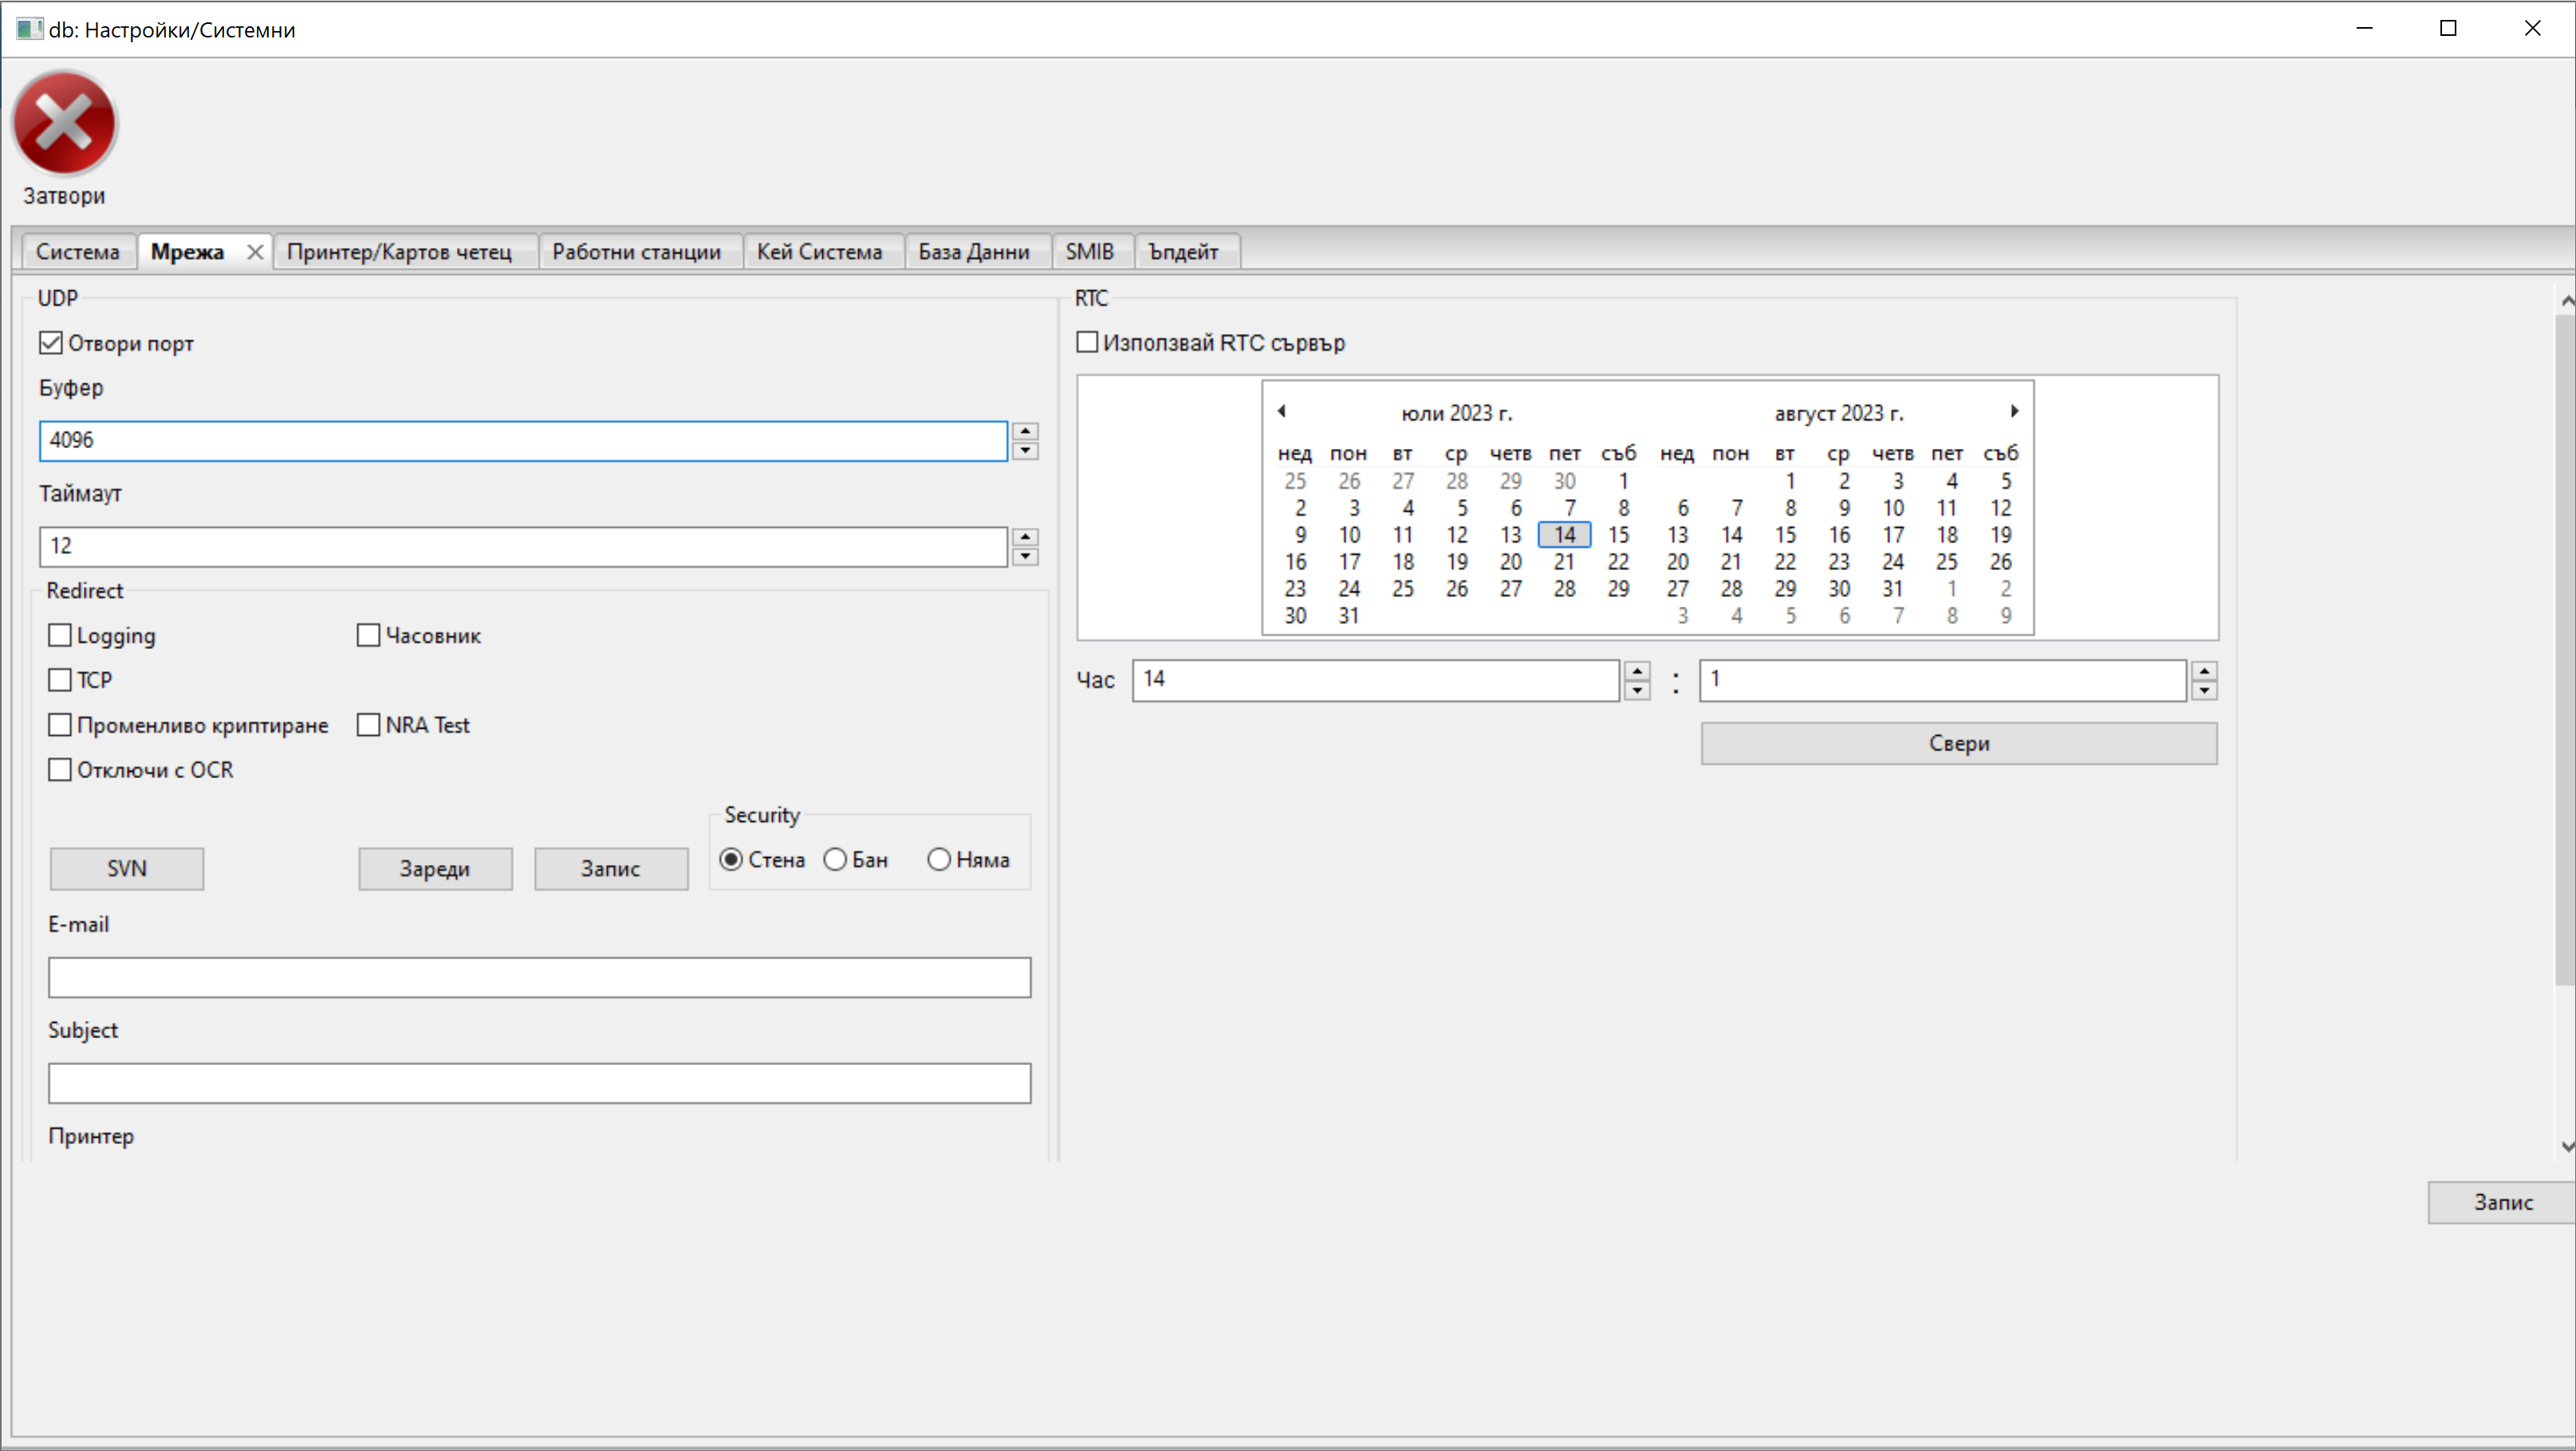 db: Настройки/Системни
Затвори
Система Мрежа Принтер/Картов четец Работни станции Кей Система База Данни SMIB Ъпдейт
UDP
Отвори порт
Буфер
4096
Таймаут
12
Redirect
Logging Часовник
TCP
Променливо криптиране NRA Test
Отключи с OCR
Security
SVN Зареди Запис Стена Бан Няма
E-mail
Subject
Принтер
RTC
Използвай RTC сървър
юли 2023 г. август 2023 г.
нед пон вт ср четв пет съб нед пон вт ср четв пет съб
25 26 27 28 29 30 1 1 2 3 4 5
2 3 4 5 6 7 8 6 7 8 9 10 11 12
9 10 11 12 13 14 15 13 14 15 16 17 18 19
16 17 18 19 20 21 22 20 21 22 23 24 25 26
23 24 25 26 27 28 29 27 28 29 30 31 1 2
30 31 3 4 5 6 7 8 9
Час 14 : 1
Свери
Запис